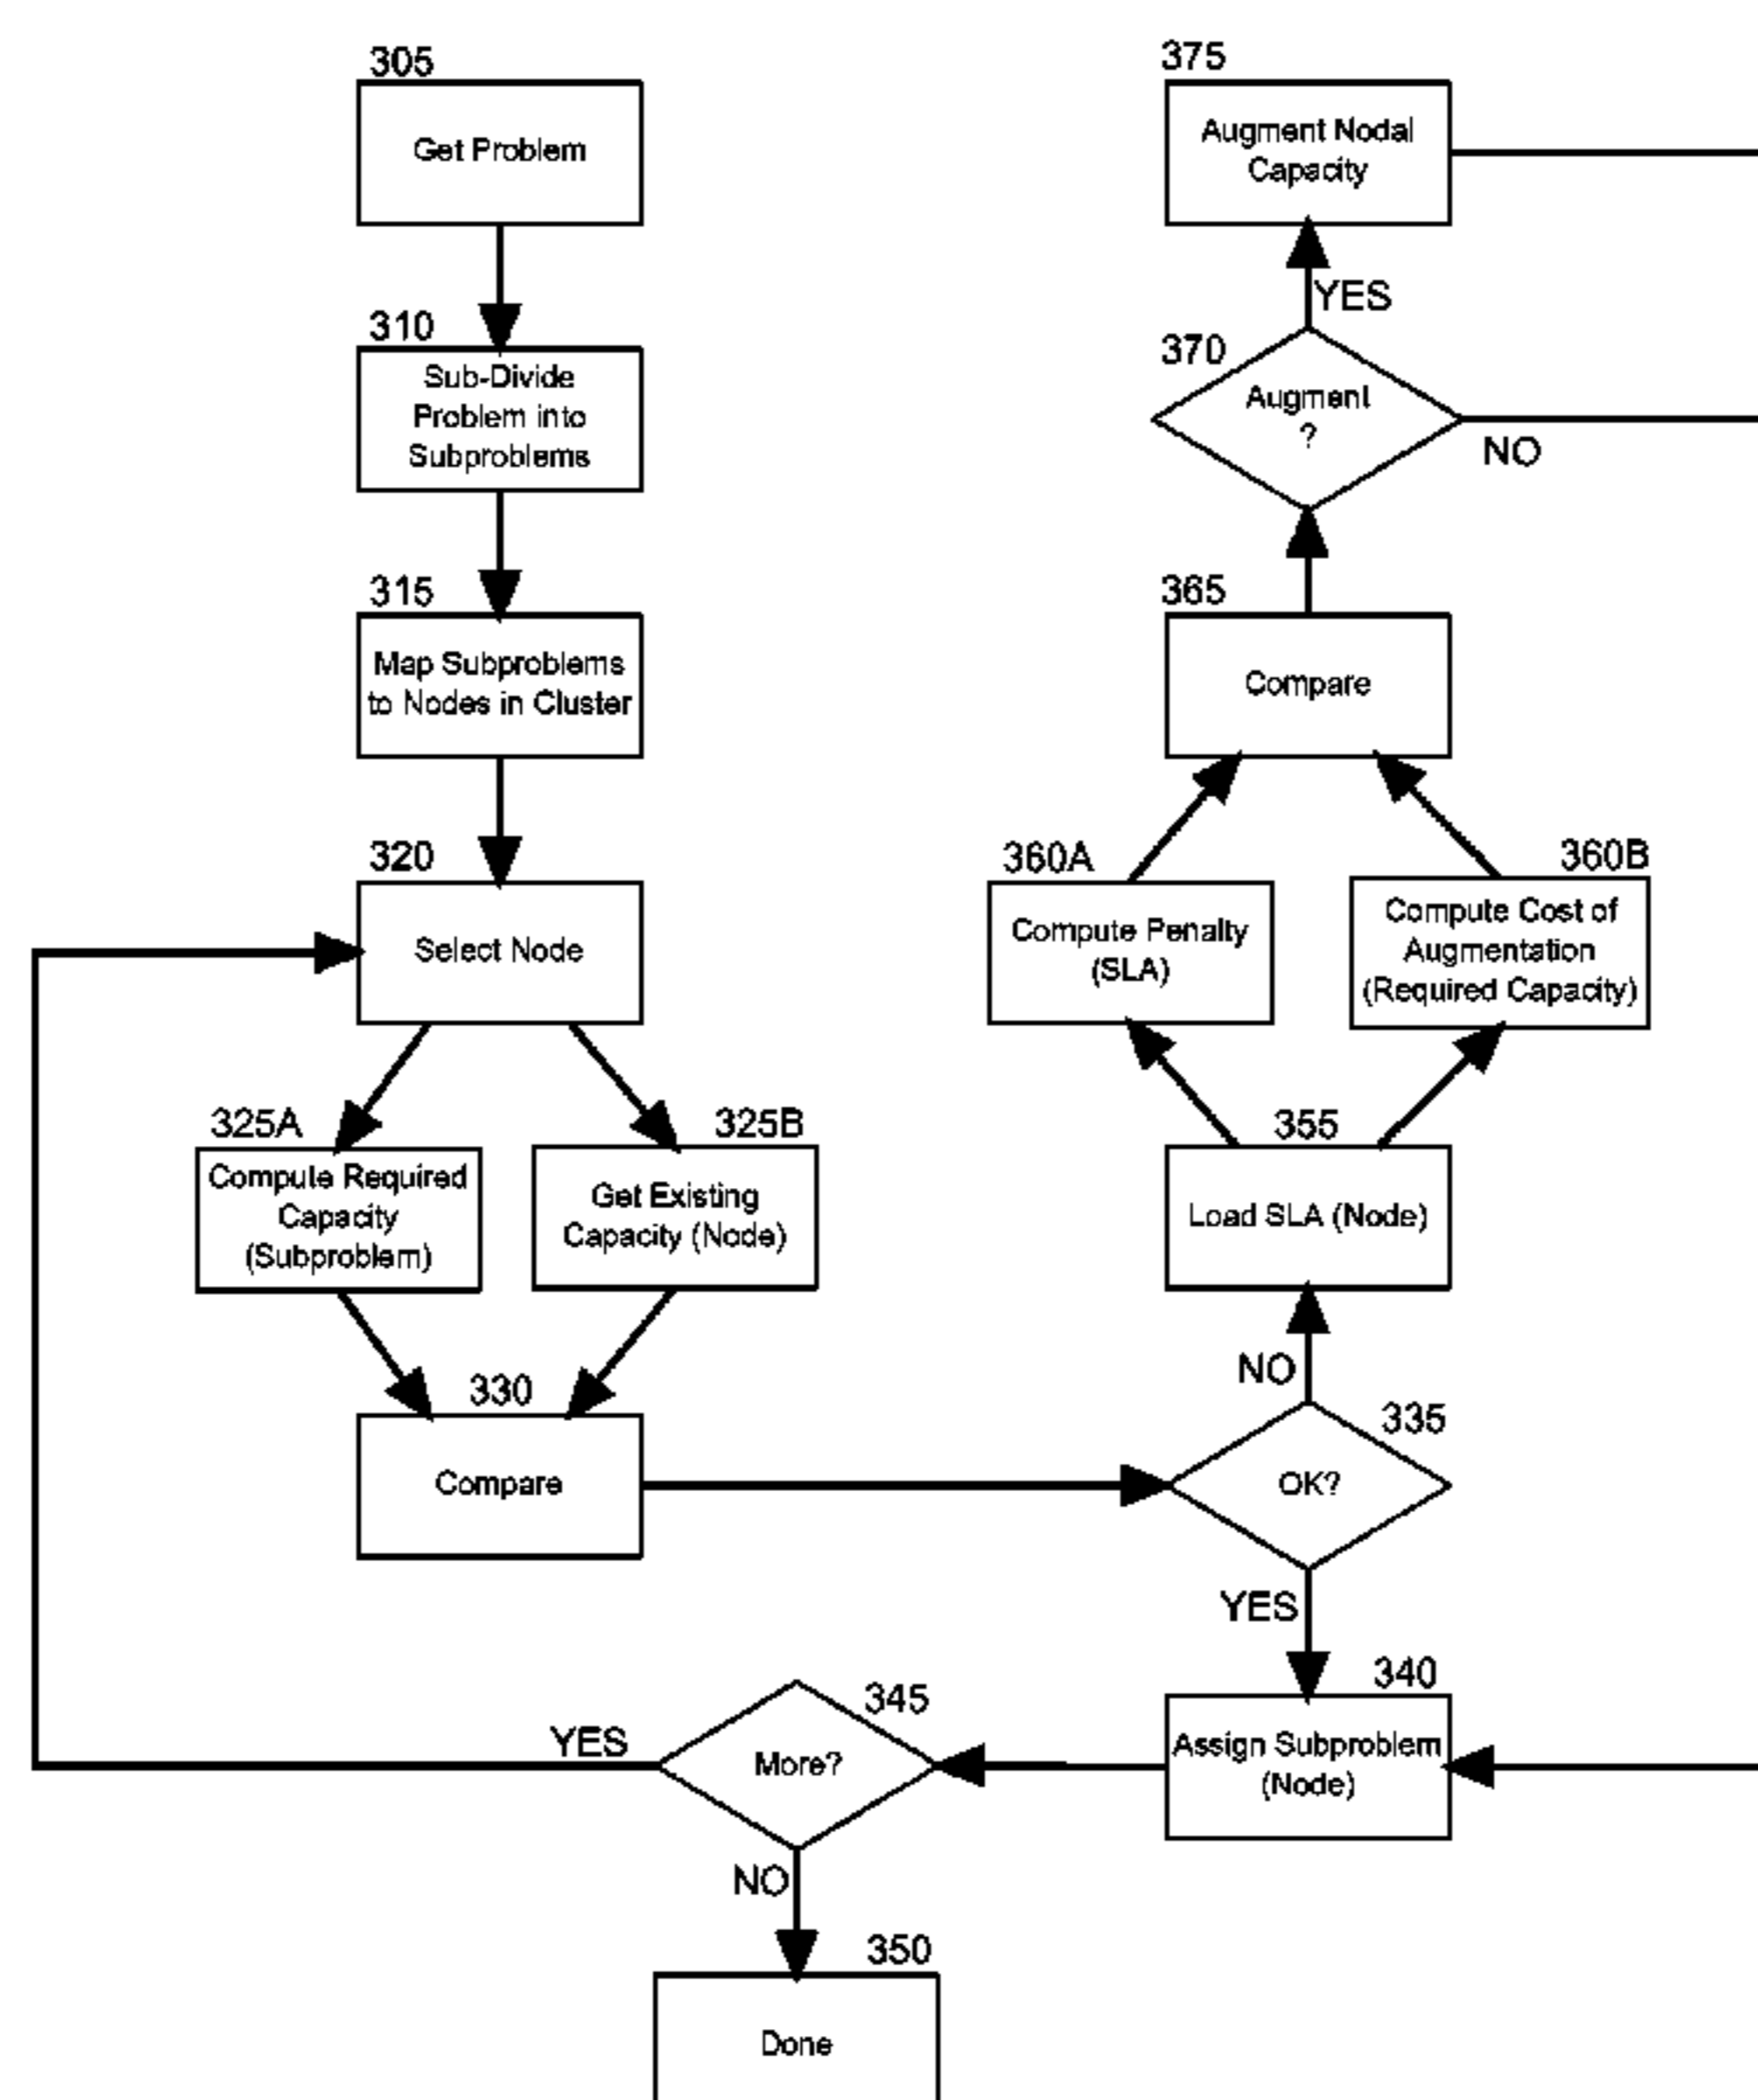 305
Get Problem
310
Sub-Divide
Problem into
Subproblems
315
Map Subproblems
to Nodes in Cluster
320
Select Node
325A
Compute Required
Capacity
(Subproblem)
325B
Get Existing
Capacity (Node)
330
Compare
335
OK?
NO
YES
355
Load SLA (Node)
360A
Compute Penalty
(SLA)
360B
Compute Cost of
Augmentation
(Required Capacity)
365
Compare
370
Augment
?
YES
NO
375
Augment Nodal
Capacity
340
Assign Subproblem
(Node)
345
More?
YES
NO
350
Done